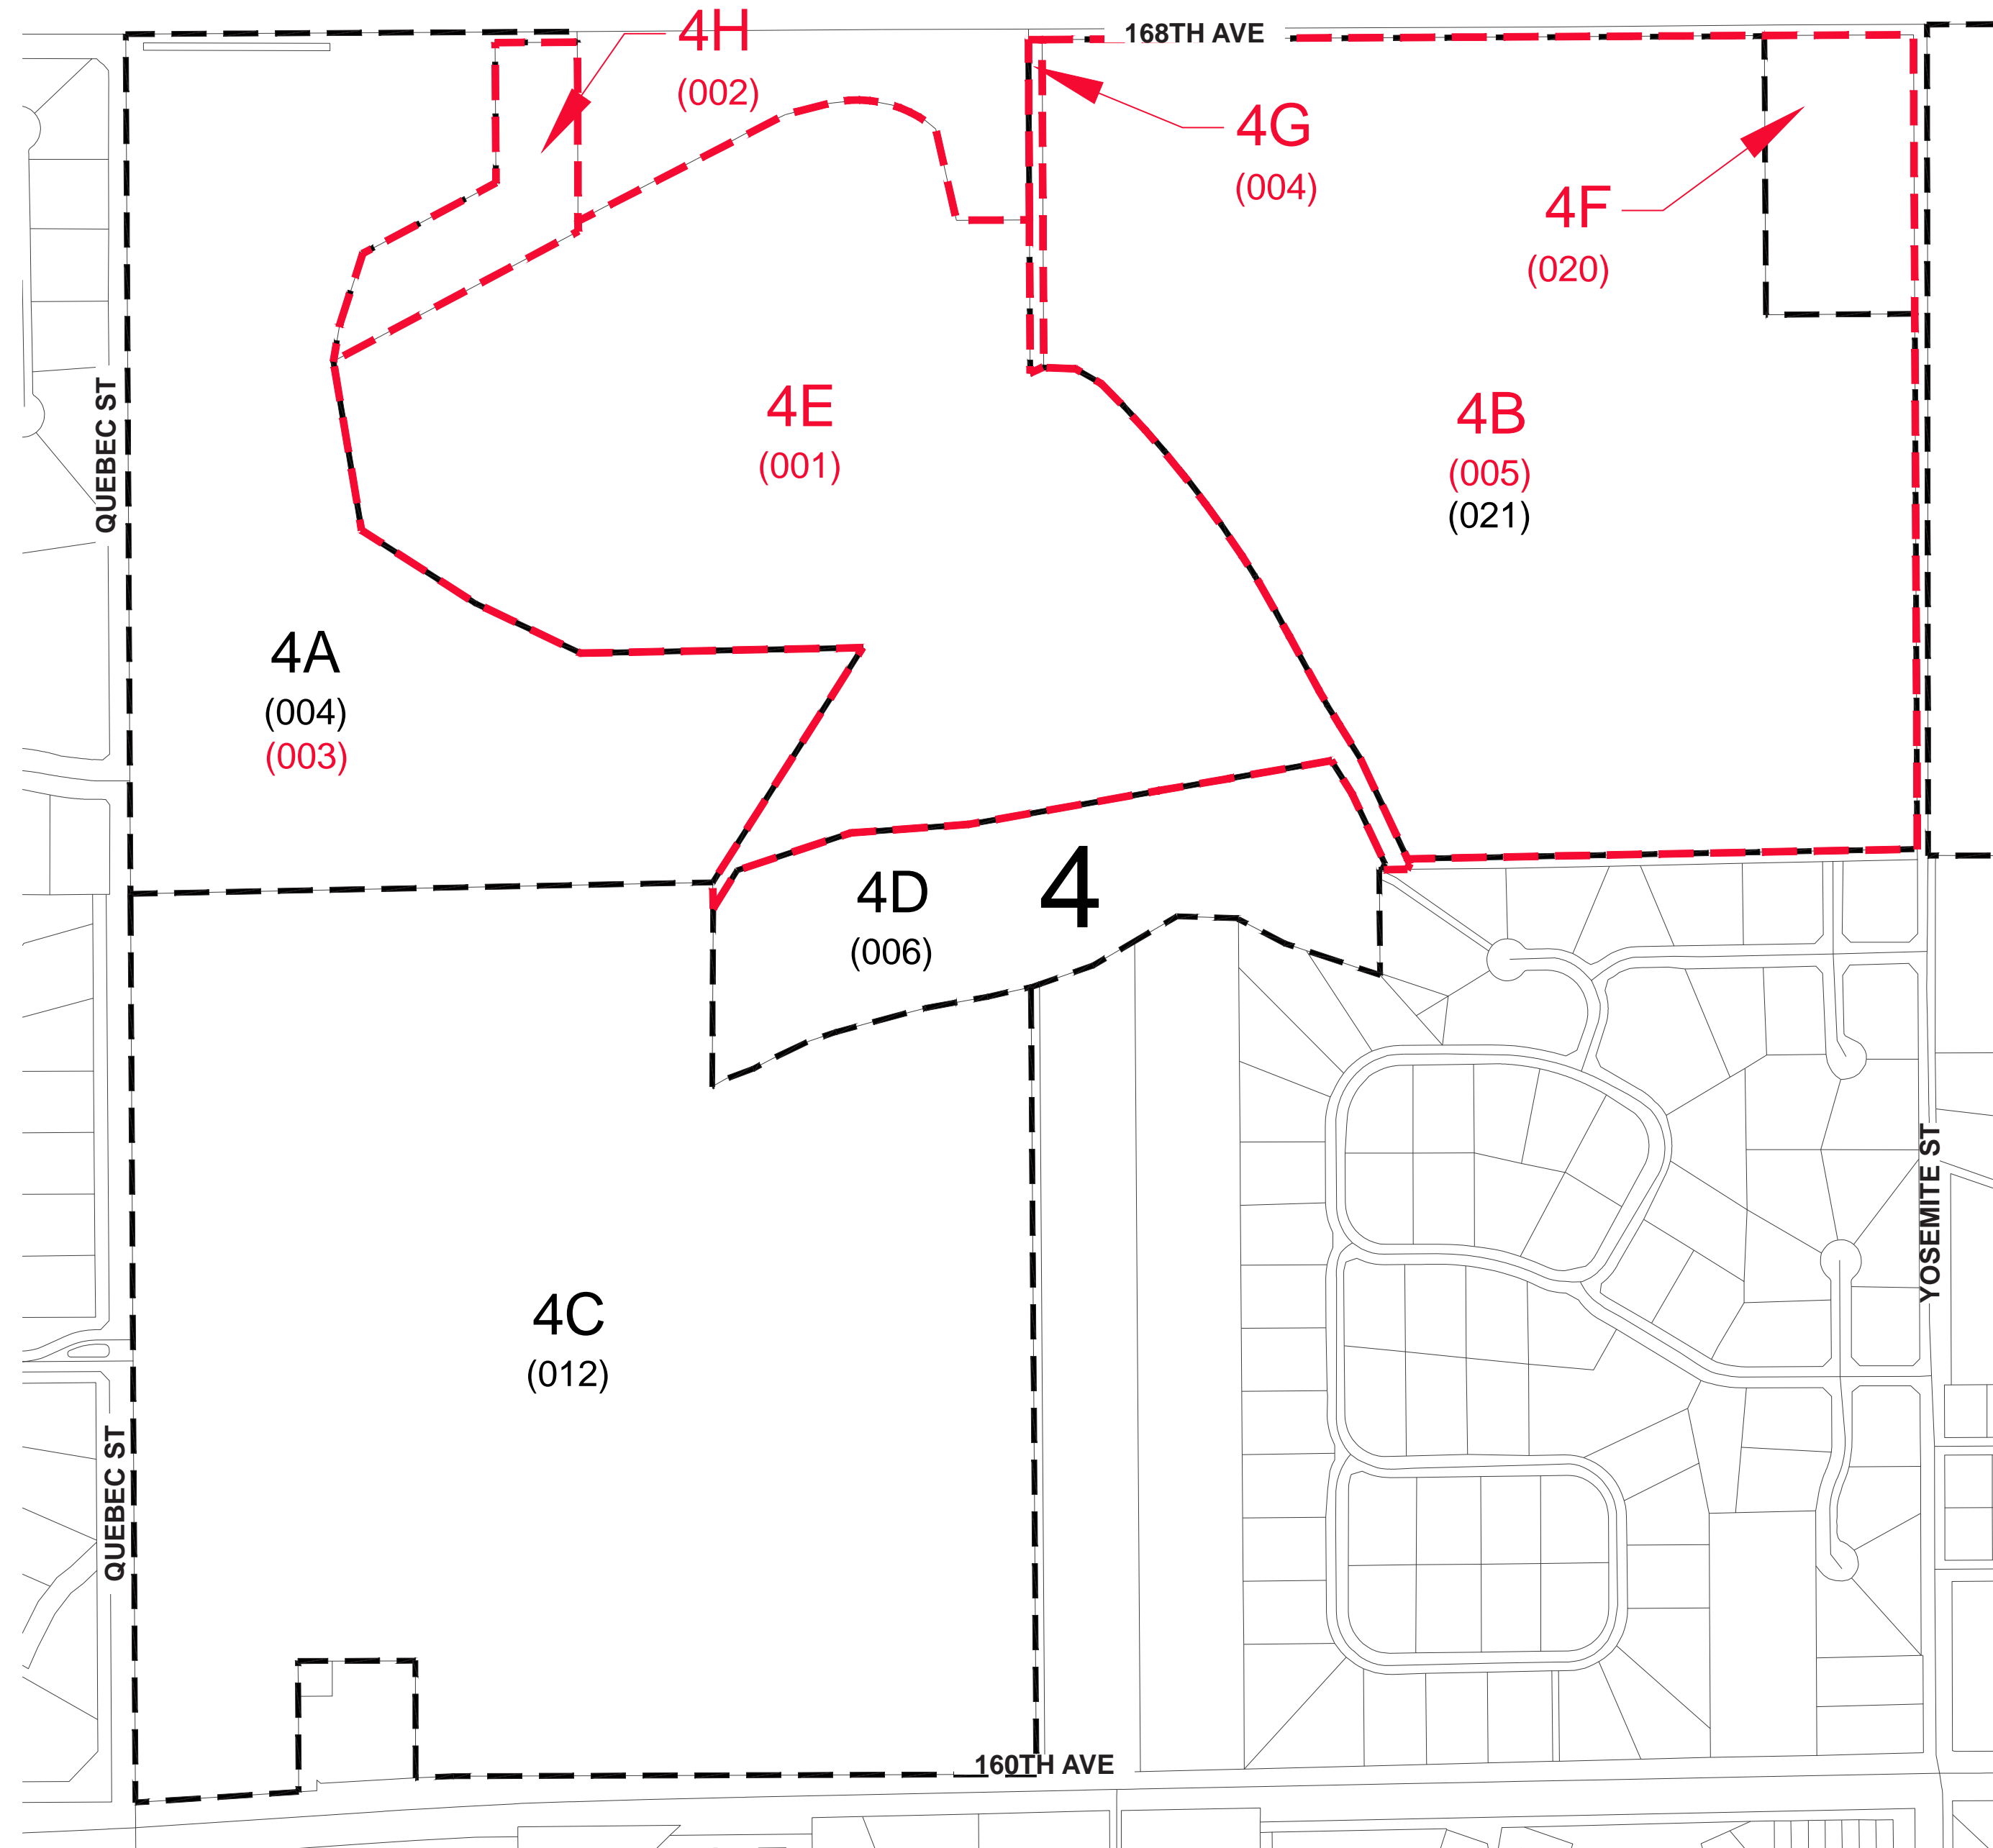 4H
(002)
168TH AVE
4G
(004)
4F
(020)
4E
(001)
4B
(005)
(021)
QUEBEC ST
4A
(004)
(003)
4D
(006)
4
4C
(012)
YOSEMITE ST
QUEBEC ST
160TH AVE